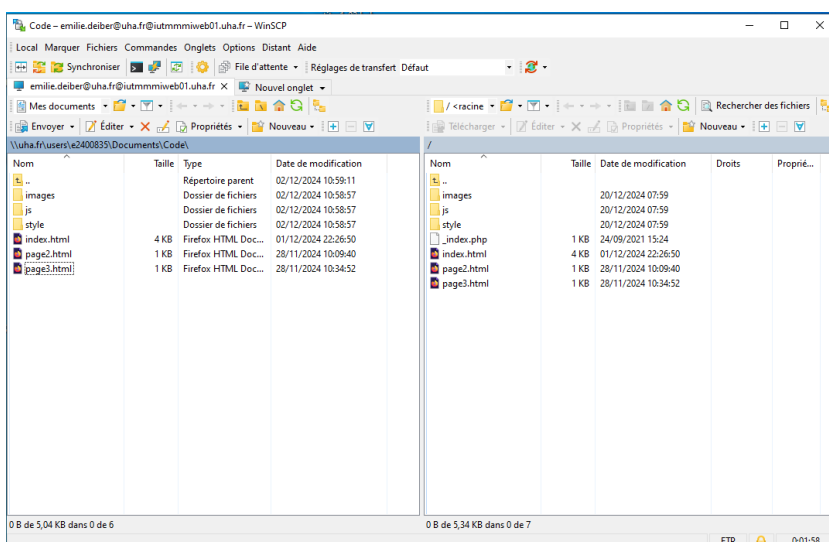 Code – emilie.deiber@uha.fr@iutmmmiweb01.uha.fr – WinSCP
Local Marquer Fichiers Commandes Onglets Options Distant Aide
Synchroniser File d'attente Réglages de transfert Défaut
emilie.deiber@uha.fr@iutmmmiweb01.uha.fr X Nouvel onglet
Mes documents / <racine Rechercher des fichiers
Envoyer Éditer Propriétés Nouveau Télécharger Éditer Propriétés Nouveau
\\uha.fr\users\e2400835\Documents\Code\ /
Nom Taille Type Date de modification Nom Taille Date de modification Droits Proprié...
.. Répertoire parent 02/12/2024 10:59:11 ..
images Dossier de fichiers 02/12/2024 10:58:57 images 20/12/2024 07:59
js Dossier de fichiers 02/12/2024 10:58:57 js 20/12/2024 07:59
style Dossier de fichiers 02/12/2024 10:58:57 style 20/12/2024 07:59
index.html 4 KB Firefox HTML Doc... 01/12/2024 22:26:50 _index.php 1 KB 24/09/2021 15:24
page2.html 1 KB Firefox HTML Doc... 28/11/2024 10:09:40 index.html 4 KB 01/12/2024 22:26:50
page3.html 1 KB Firefox HTML Doc... 28/11/2024 10:34:52 page2.html 1 KB 28/11/2024 10:09:40
page3.html 1 KB 28/11/2024 10:34:52
0 B de 5,04 KB dans 0 de 6 0 B de 5,34 KB dans 0 de 7
FTP 0:01:58